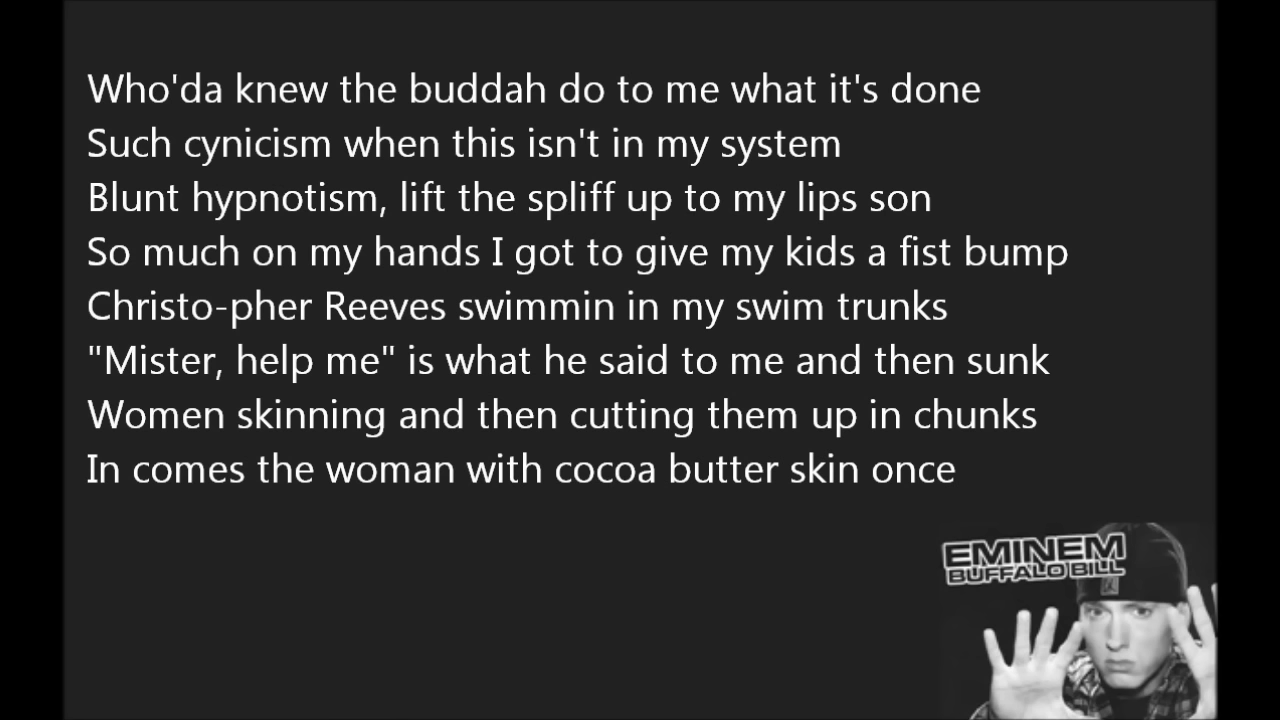 Who'da knew the buddah do to me what it's done
Such cynicism when this isn't in my system
Blunt hypnotism, lift the spliff up to my lips son
So much on my hands I got to give my kids a fist bump
Christo-pher Reeves swimmin in my swim trunks
"Mister, help me" is what he said to me and then sunk
Women skinning and then cutting them up in chunks
In comes the woman with cocoa butter skin once
EMINEM
BUFFALO BILL